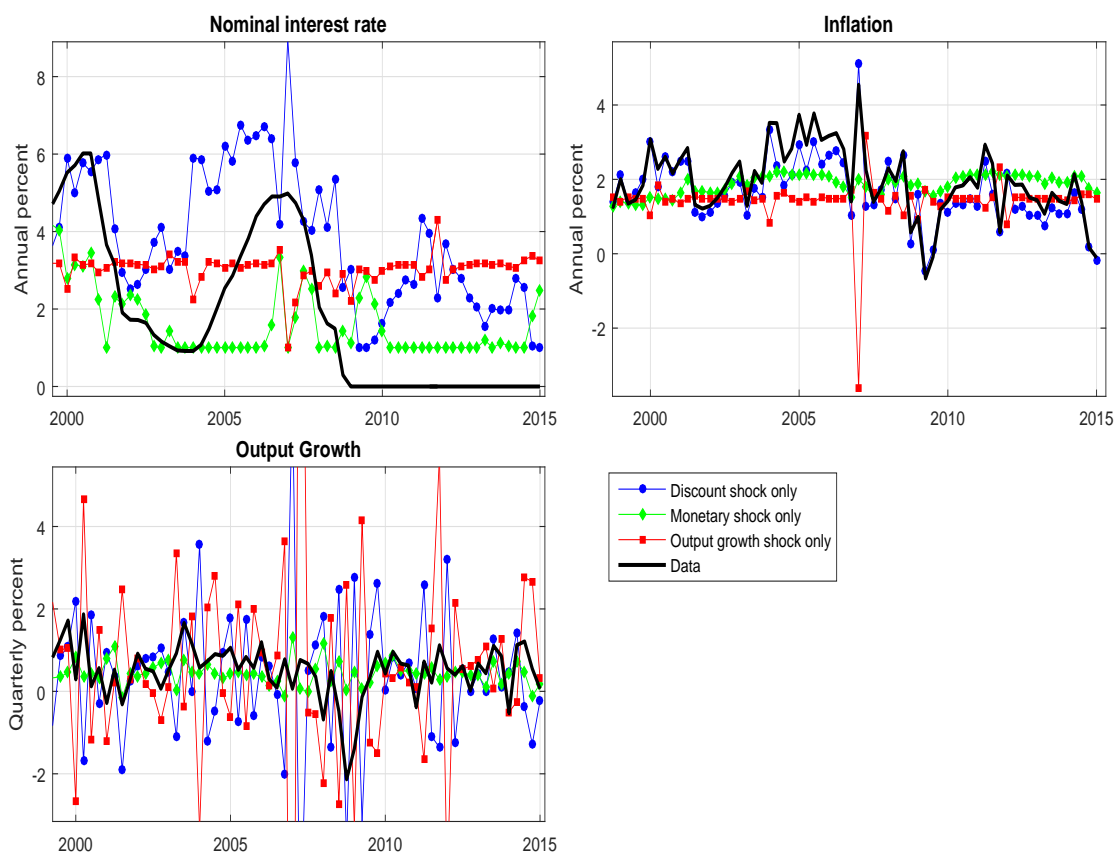 Nominal interest rate
Annual percent
8
6
4
2
0
2000
2005
2010
2015
Inflation
Annual percent
4
2
0
-2
2000
2005
2010
2015
Output Growth
Quarterly percent
4
2
0
-2
2000
2005
2010
2015
Discount shock only
Monetary shock only
Output growth shock only
Data